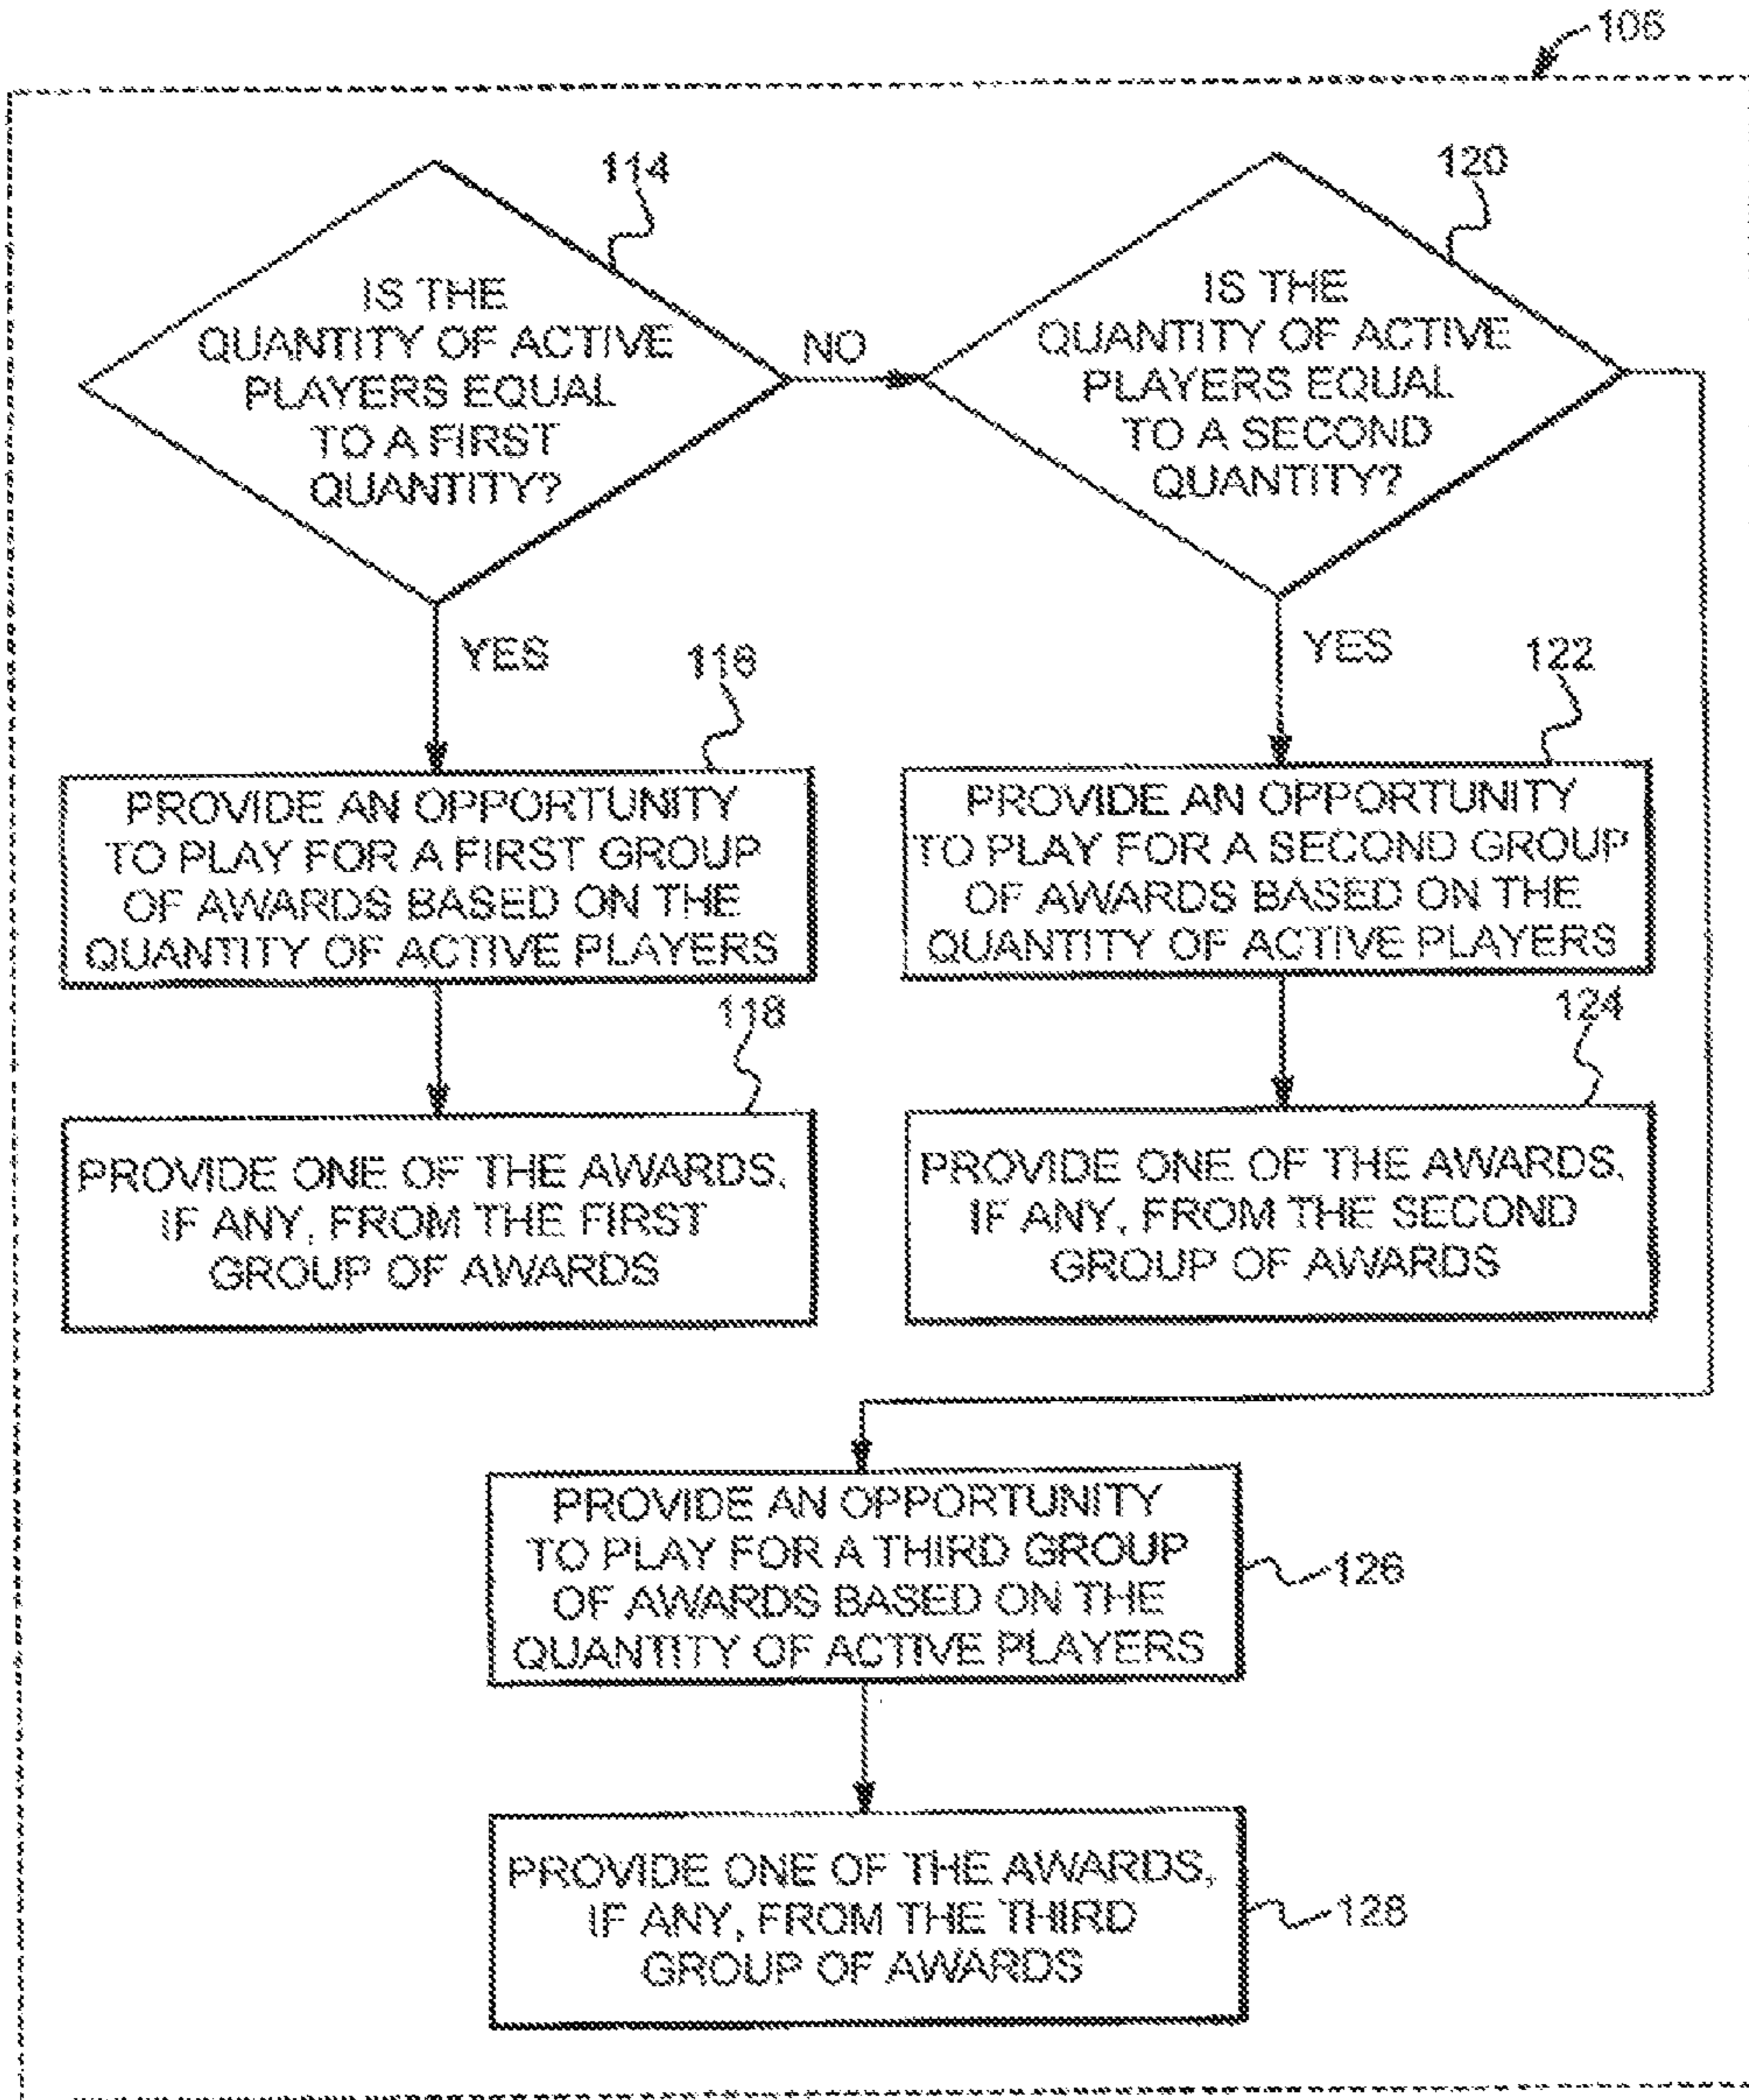 106
114
IS THE
QUANTITY OF ACTIVE
PLAYERS EQUAL
TO A FIRST
QUANTITY?
NO
120
IS THE
QUANTITY OF ACTIVE
PLAYERS EQUAL
TO A SECOND
QUANTITY?
YES
116
PROVIDE AN OPPORTUNITY
TO PLAY FOR A FIRST GROUP
OF AWARDS BASED ON THE
QUANTITY OF ACTIVE PLAYERS
YES
122
PROVIDE AN OPPORTUNITY
TO PLAY FOR A SECOND GROUP
OF AWARDS BASED ON THE
QUANTITY OF ACTIVE PLAYERS
118
PROVIDE ONE OF THE AWARDS,
IF ANY, FROM THE FIRST
GROUP OF AWARDS
124
PROVIDE ONE OF THE AWARDS,
IF ANY, FROM THE SECOND
GROUP OF AWARDS
PROVIDE AN OPPORTUNITY
TO PLAY FOR A THIRD GROUP
OF AWARDS BASED ON THE
QUANTITY OF ACTIVE PLAYERS
126
PROVIDE ONE OF THE AWARDS,
IF ANY, FROM THE THIRD
GROUP OF AWARDS
128